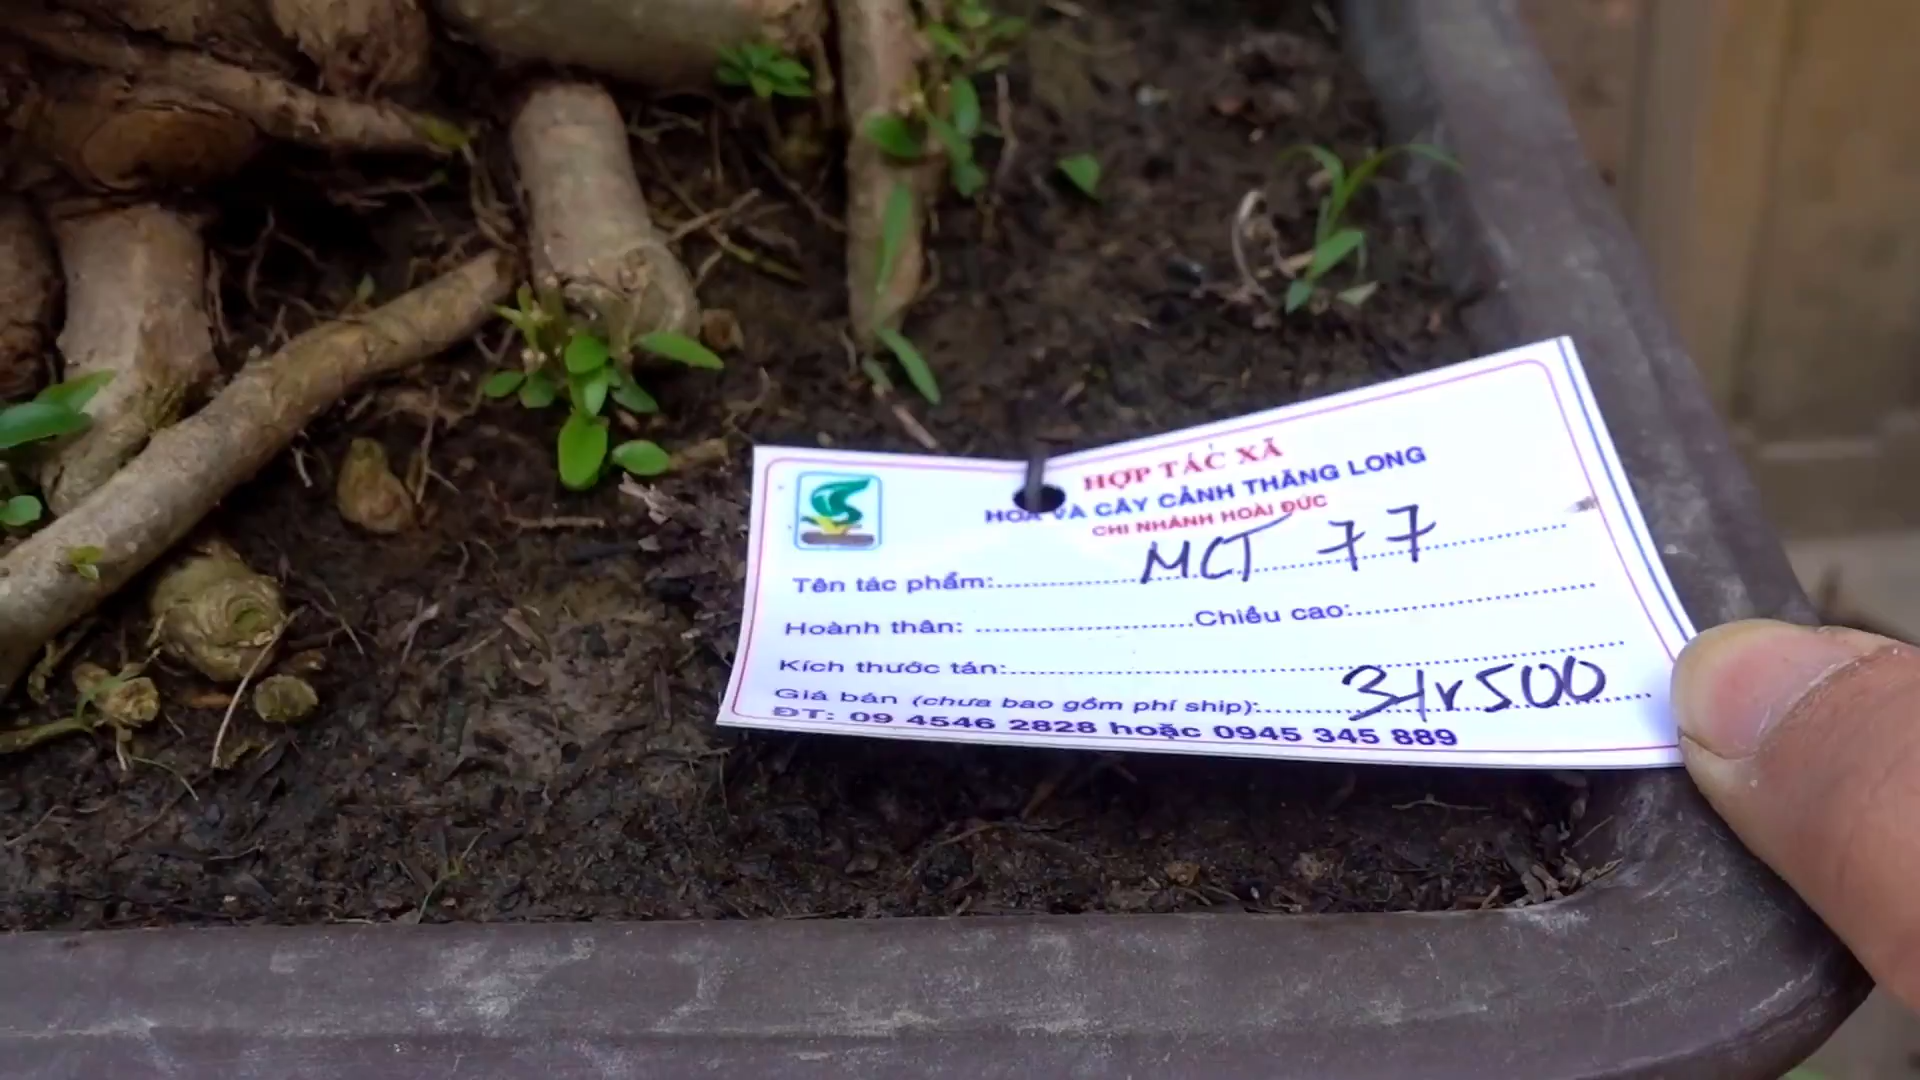 HỢP TÁC XÃ
HOA VÀ CÂY CẢNH THĂNG LONG
CHI NHÁNH HOÀI ĐỨC
Tên tác phẩm: MCT 77
Hoành thân: Chiều cao:
Kích thước tán:
Giá bán (chưa bao gồm phí ship): 3tr500
ĐT: 09 4546 2828 hoặc 0945 345 889